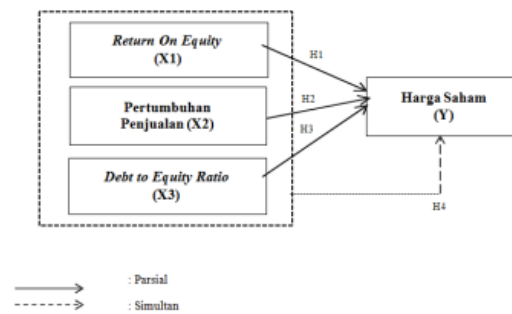 Return On Equity
(X1)
H1
Pertumbuhan
Penjualan (X2)
H2
Harga Saham
(Y)
H3
Debt to Equity Ratio
(X3)
H4
: Parsial
: Simultan